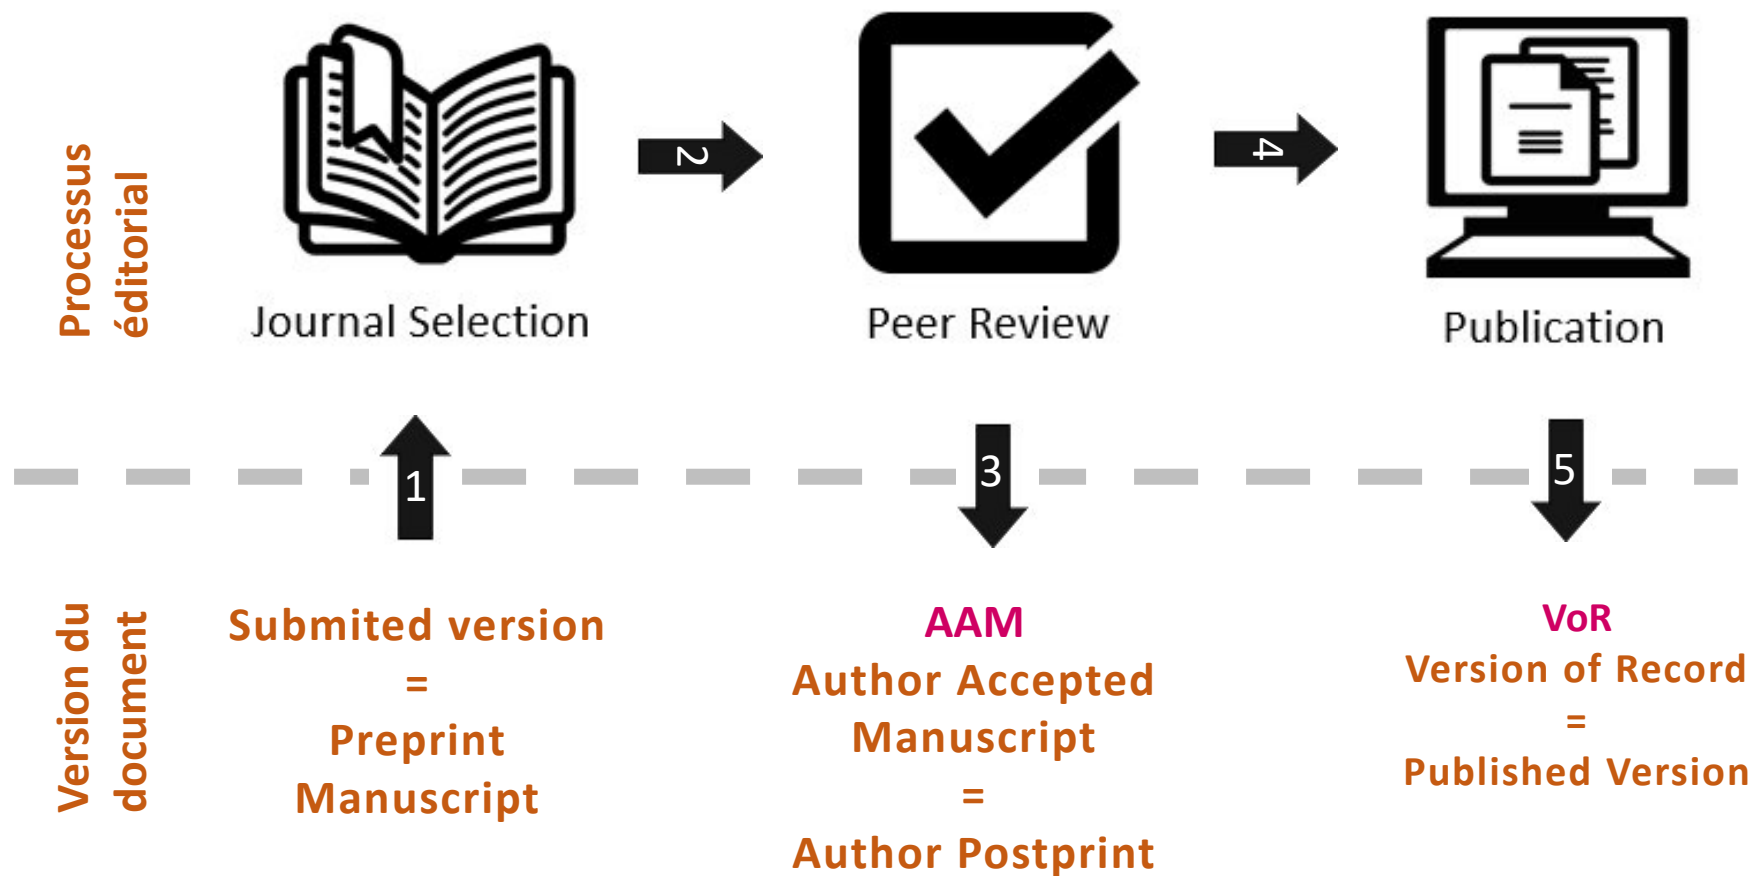 Processus
éditorial
Journal Selection
2
Peer Review
4
Publication
1
3
5
Version du
document
Submited version
=
Preprint
Manuscript
AAM
Author Accepted
Manuscript
=
Author Postprint
VoR
Version of Record
=
Published Version